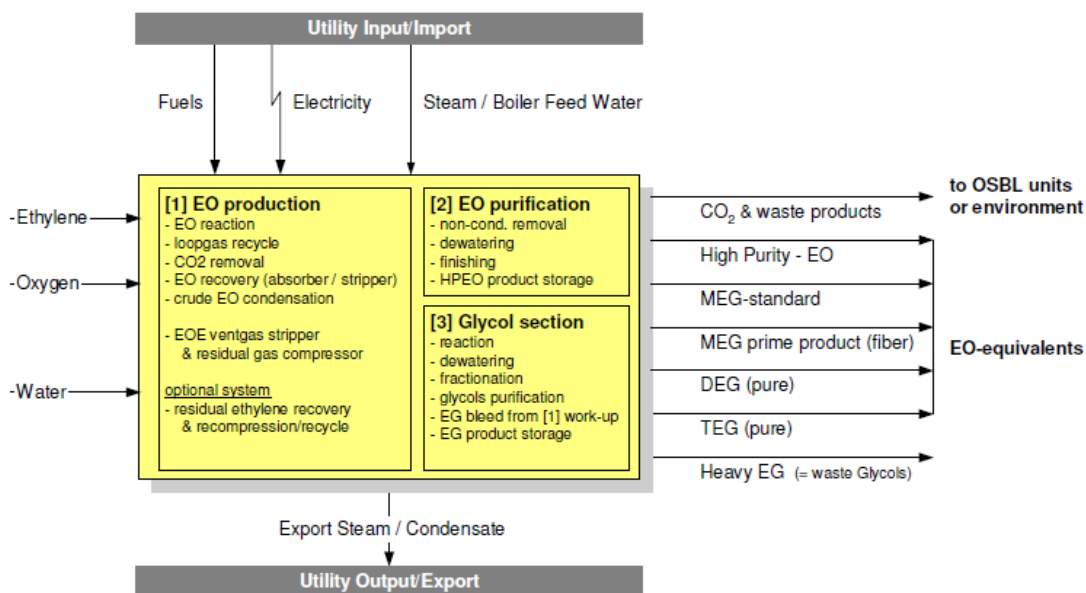 Utility Input/Import
Fuels
Electricity
Steam / Boiler Feed Water
-Ethylene
-Oxygen
-Water
[1] EO production
- EO reaction
- loopgas recycle
- CO2 removal
- EO recovery (absorber / stripper)
- crude EO condensation
- EOE ventgas stripper
& residual gas compressor
optional system
- residual ethylene recovery
& recompression/recycle
[2] EO purification
- non-cond. removal
- dewatering
- finishing
- HPEO product storage
[3] Glycol section
- reaction
- dewatering
- fractionation
- glycols purification
- EG bleed from [1] work-up
- EG product storage
CO₂ & waste products
High Purity - EO
MEG-standard
MEG prime product (fiber)
DEG (pure)
TEG (pure)
Heavy EG (= waste Glycols)
to OSBL units
or environment
EO-equivalents
Export Steam / Condensate
Utility Output/Export